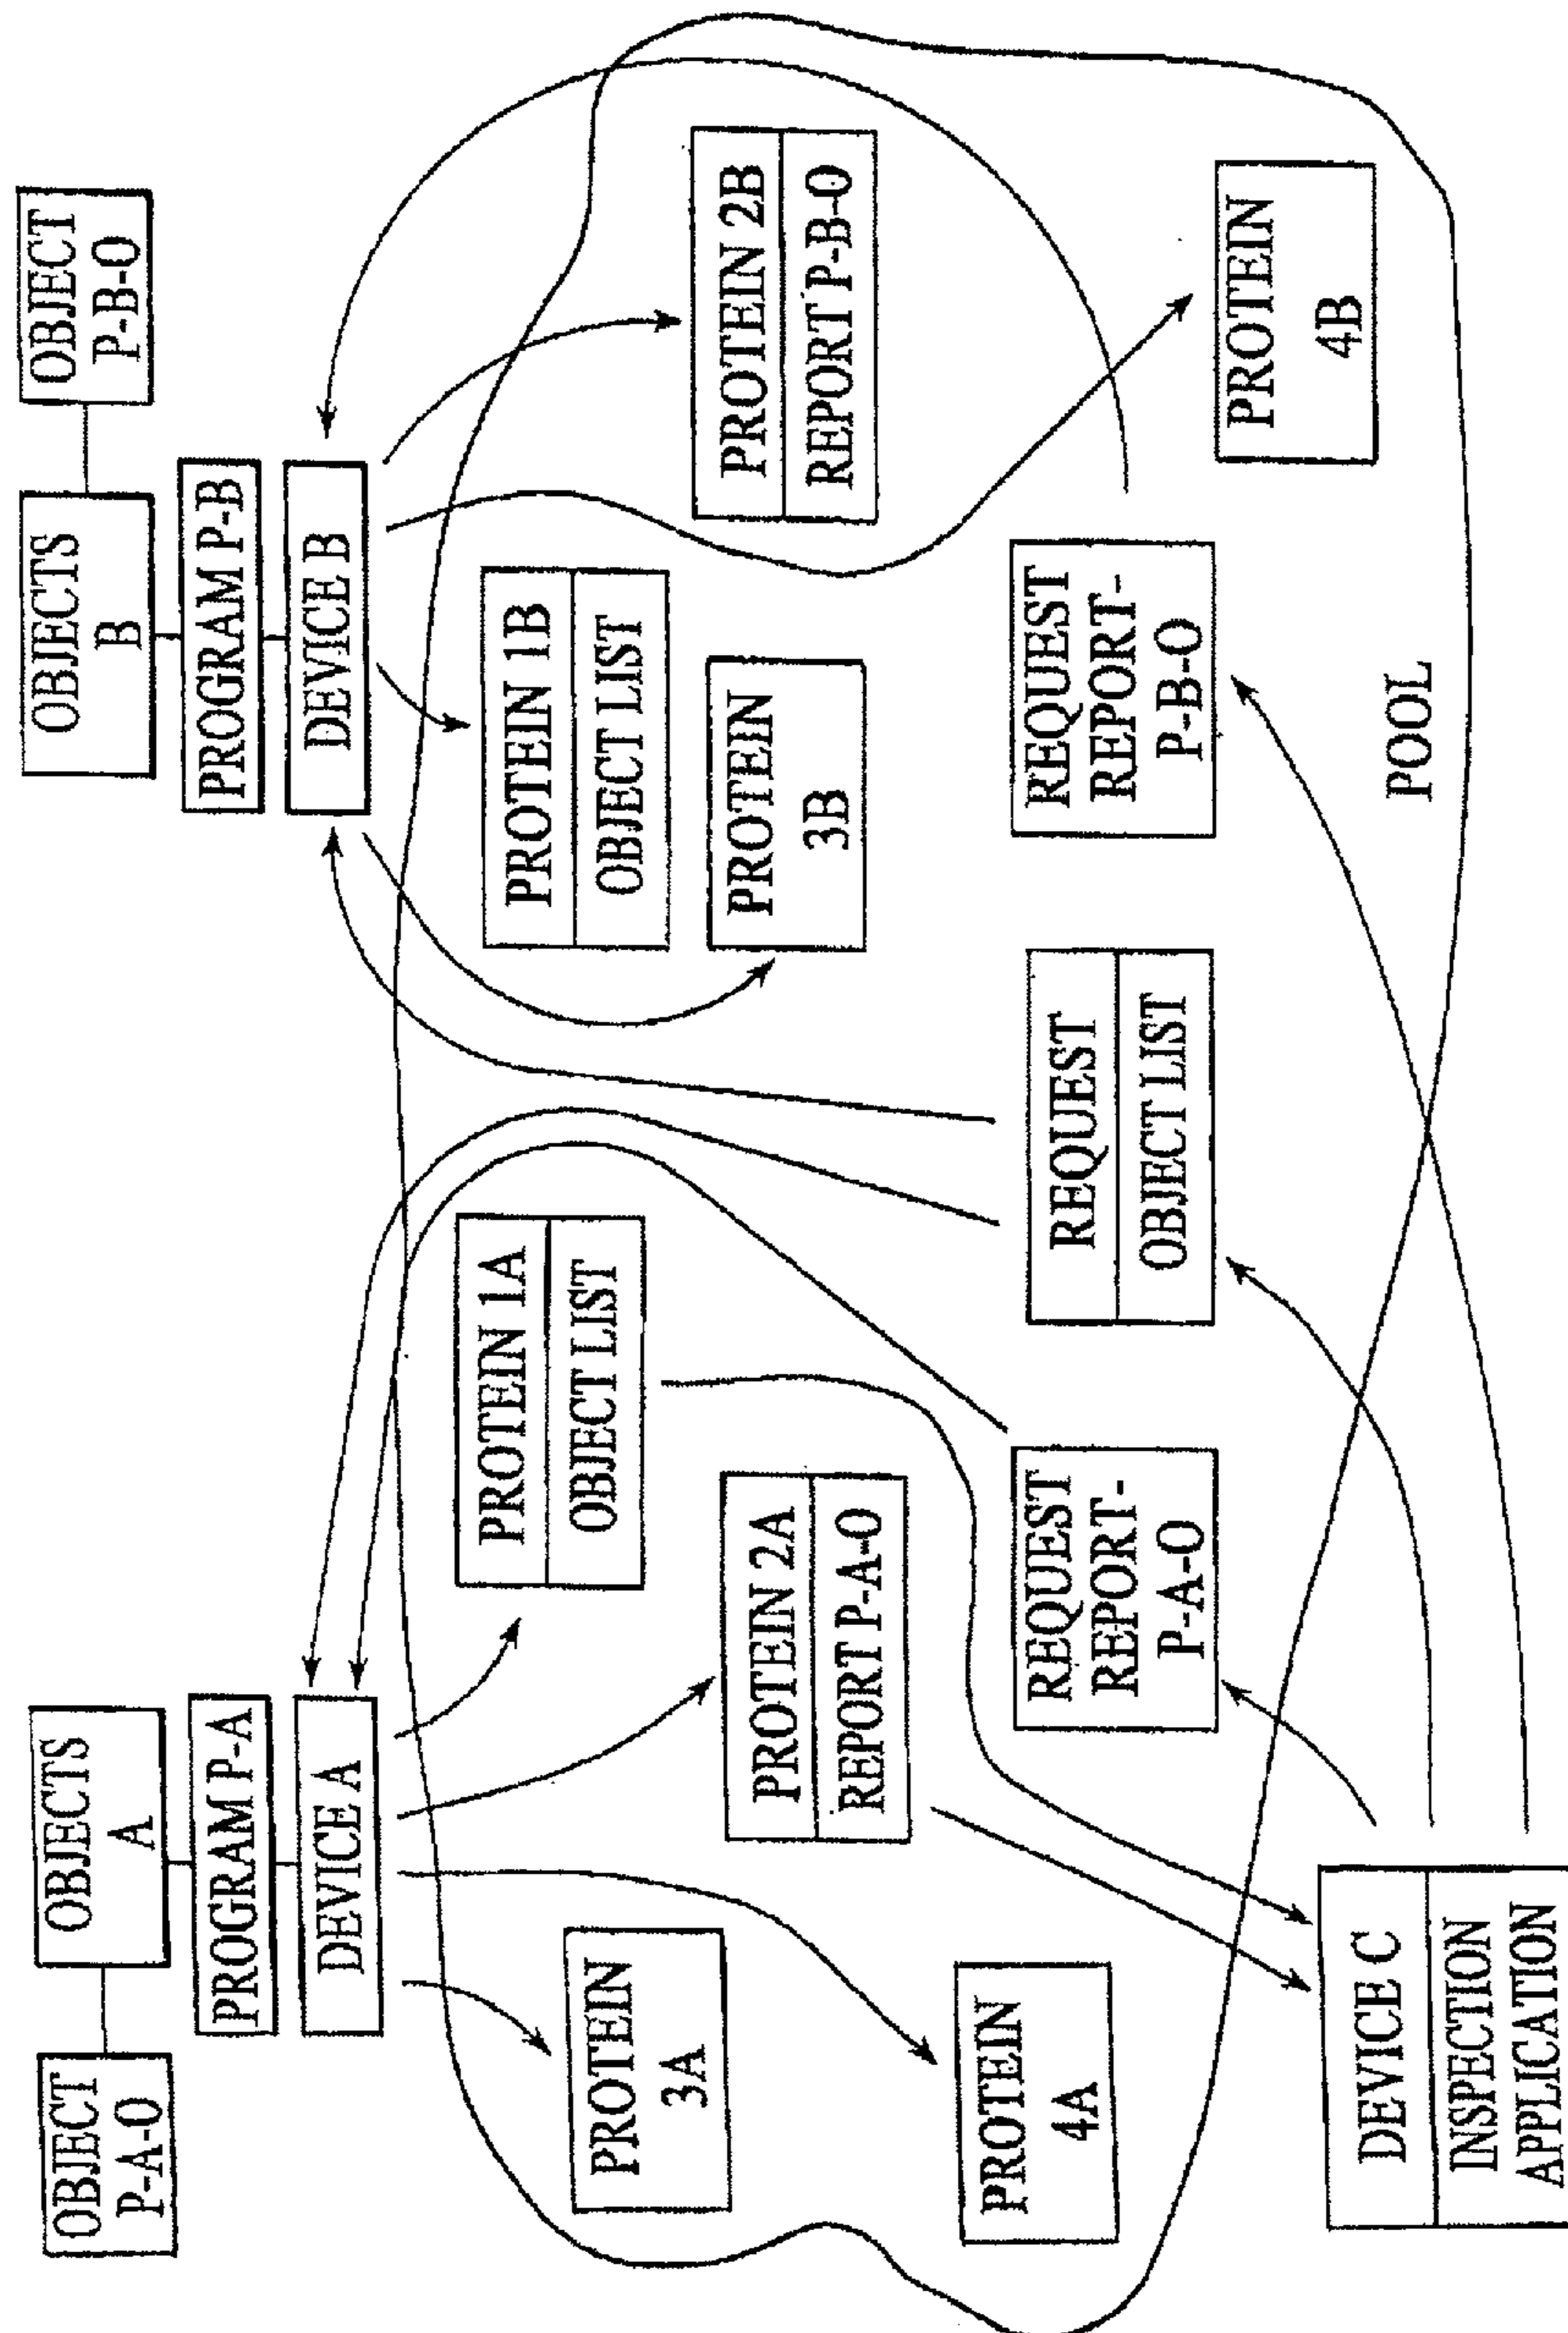 OBJECT
P-A-O
OBJECTS
A
PROGRAM P-A
DEVICE A
OBJECTS
B
OBJECT
P-B-O
PROGRAM P-B
DEVICE B
PROTEIN
3A
PROTEIN 1A
OBJECT LIST
PROTEIN 2A
REPORT P-A-O
PROTEIN
4A
PROTEIN 1B
OBJECT LIST
PROTEIN
3B
PROTEIN 2B
REPORT P-B-O
PROTEIN
4B
REQUEST
REPORT-
P-A-O
REQUEST
OBJECT LIST
REQUEST
REPORT-
P-B-O
POOL
DEVICE C
INSPECTION
APPLICATION